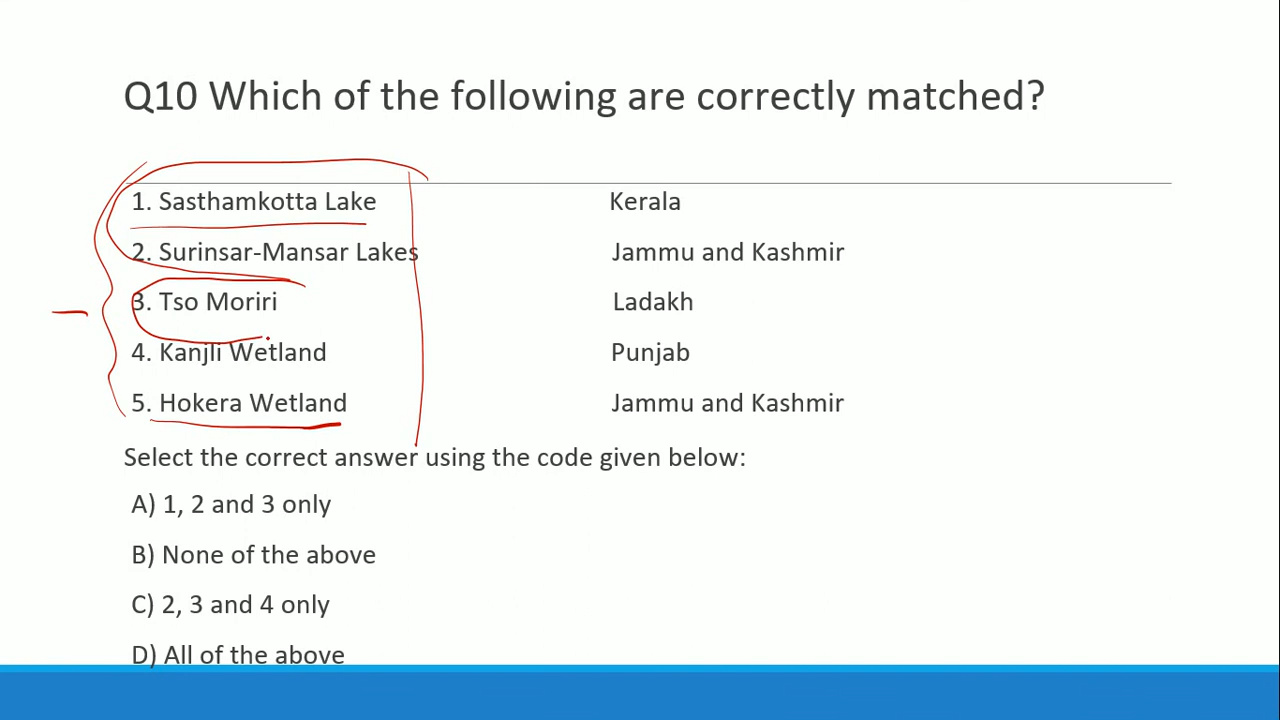 Q10 Which of the following are correctly matched?
1. Sasthamkotta Lake Kerala
2. Surinsar-Mansar Lakes Jammu and Kashmir
3. Tso Moriri Ladakh
4. Kanjli Wetland Punjab
5. Hokera Wetland Jammu and Kashmir
Select the correct answer using the code given below:
A) 1, 2 and 3 only
B) None of the above
C) 2, 3 and 4 only
D) All of the above